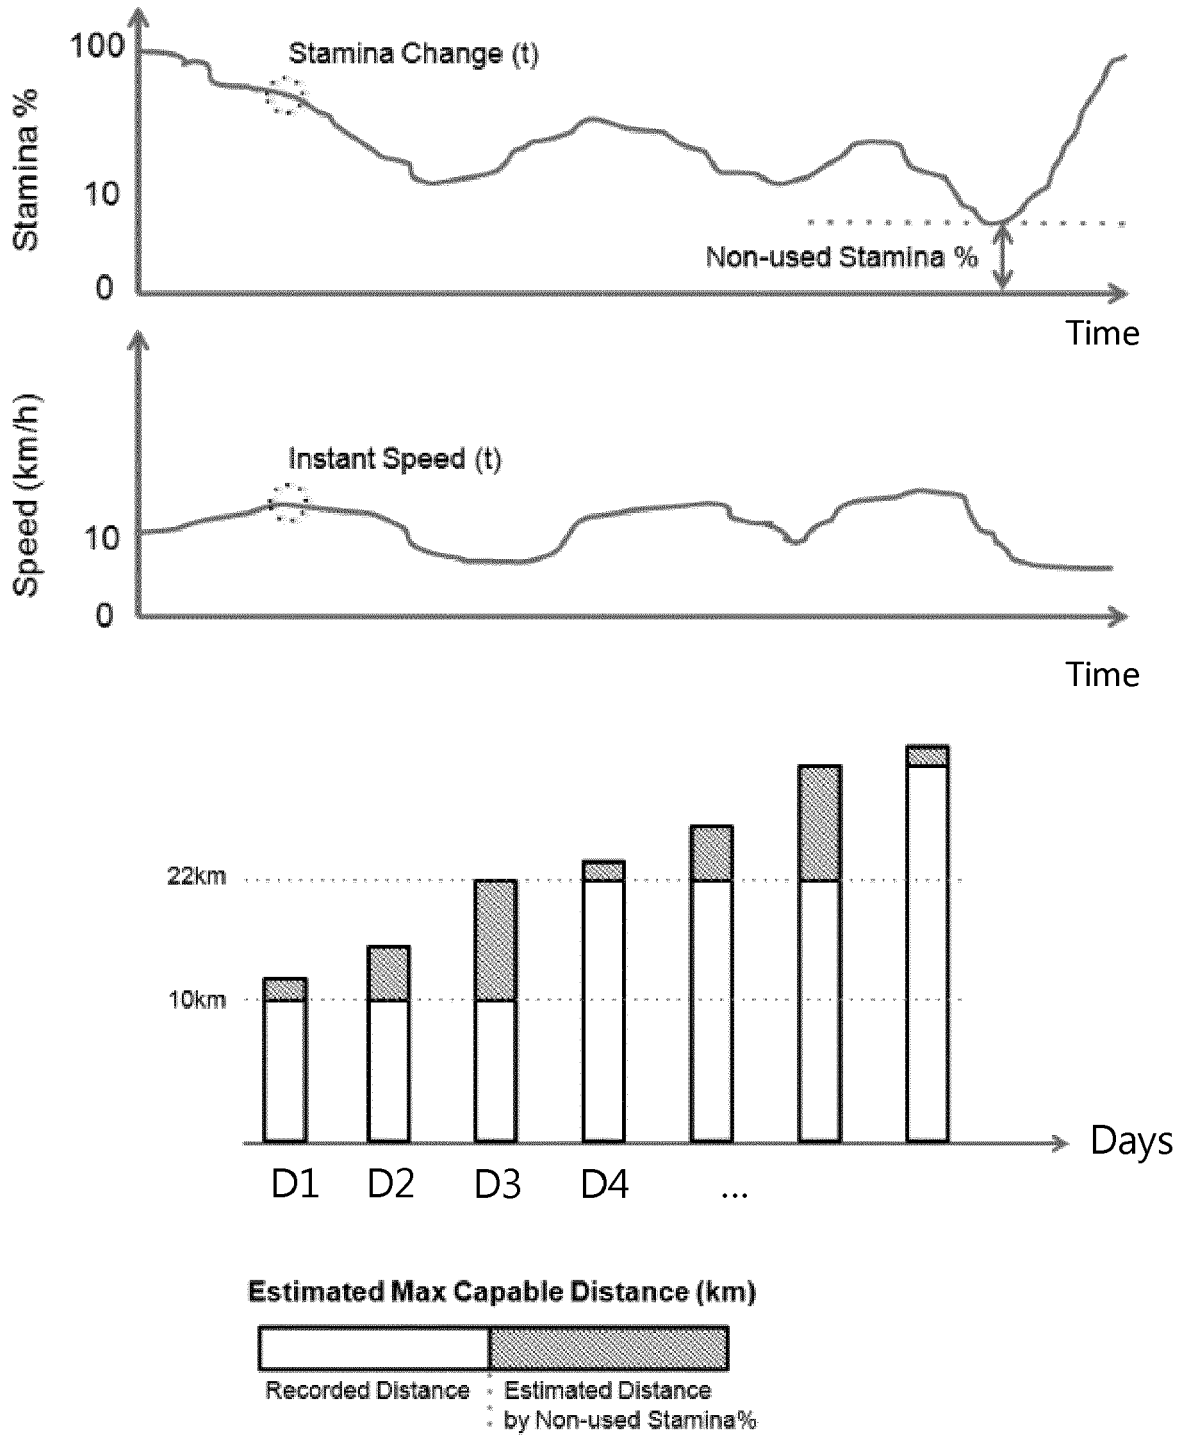 100
Stamina Change (t)
Stamina %
10
Non-used Stamina %
0
Time
Speed (km/h)
Instant Speed (t)
10
0
Time
22km
10km
Days
D1 D2 D3 D4 ...
Estimated Max Capable Distance (km)
Recorded Distance
Estimated Distance
by Non-used Stamina%